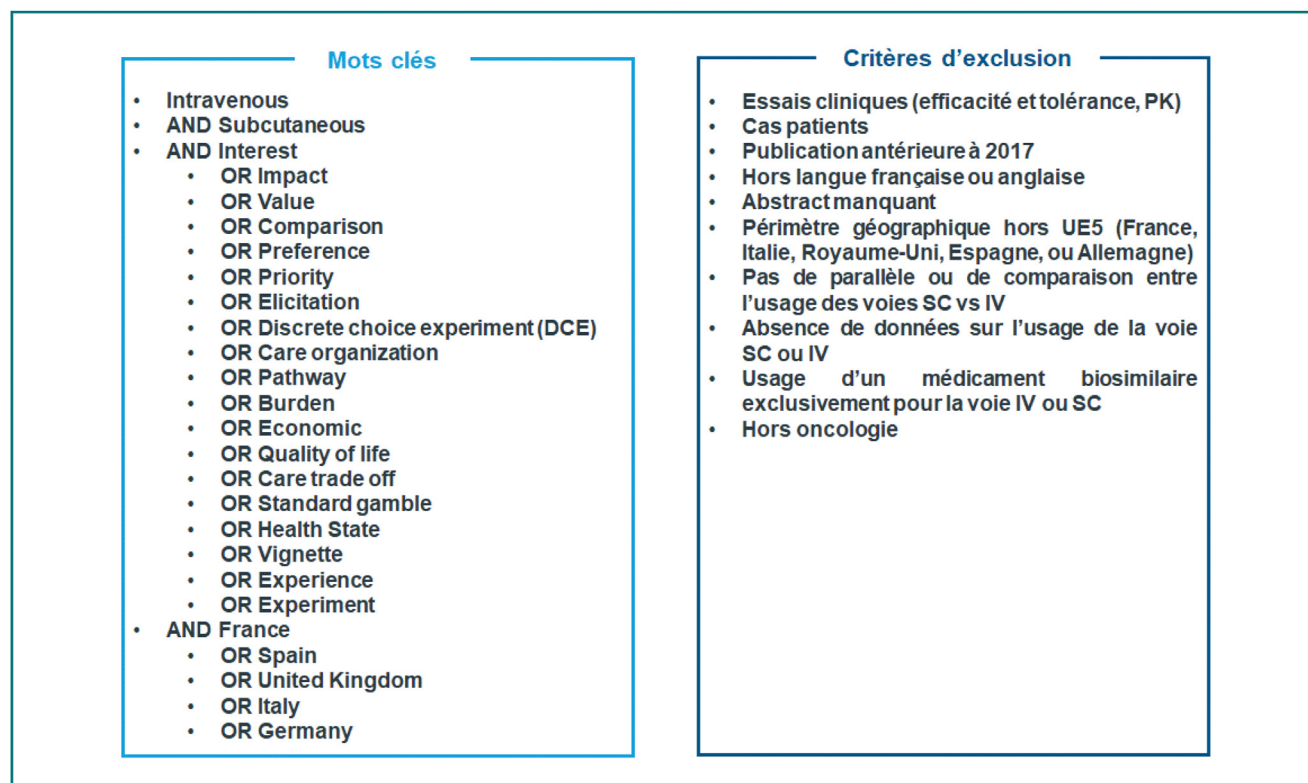 Mots clés
• Intravenous
• AND Subcutaneous
• AND Interest
• OR Impact
• OR Value
• OR Comparison
• OR Preference
• OR Priority
• OR Elicitation
• OR Discrete choice experiment (DCE)
• OR Care organization
• OR Pathway
• OR Burden
• OR Economic
• OR Quality of life
• OR Care trade off
• OR Standard gamble
• OR Health State
• OR Vignette
• OR Experience
• OR Experiment
• AND France
• OR Spain
• OR United Kingdom
• OR Italy
• OR Germany
Critères d’exclusion
• Essais cliniques (efficacité et tolérance, PK)
• Cas patients
• Publication antérieure à 2017
• Hors langue française ou anglaise
• Abstract manquant
• Périmètre géographique hors UE5 (France,
Italie, Royaume-Uni, Espagne, ou Allemagne)
• Pas de parallèle ou de comparaison entre
l’usage des voies SC vs IV
• Absence de données sur l’usage de la voie
SC ou IV
• Usage d’un médicament biosimilaire
exclusivement pour la voie IV ou SC
• Hors oncologie